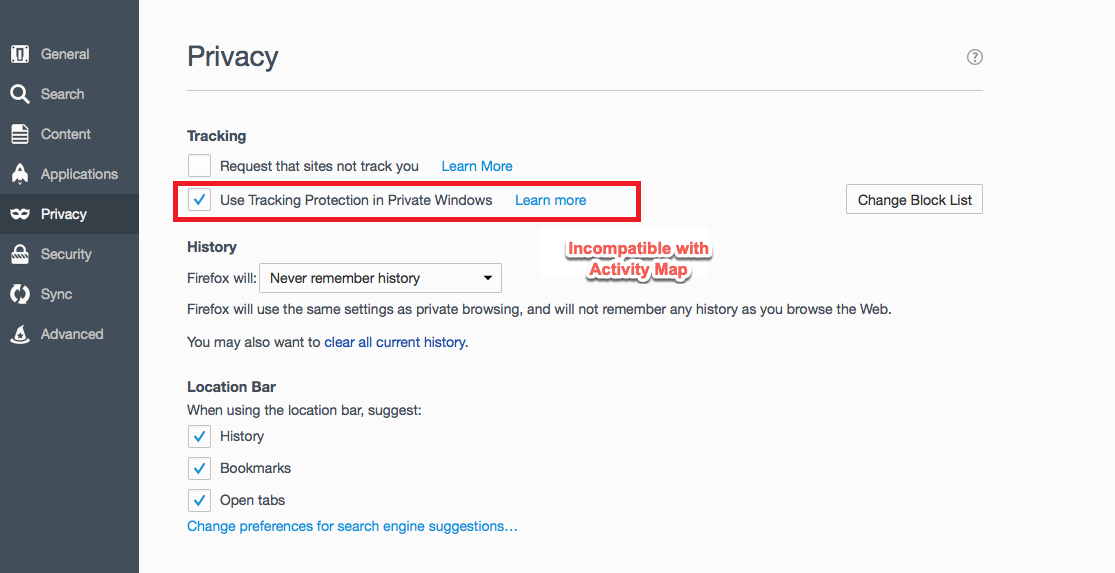 General
Search
Content
Applications
Privacy
Security
Sync
Advanced
Privacy
?
Tracking
Request that sites not track you Learn More
Use Tracking Protection in Private Windows Learn more
Change Block List
History
Incompatible with
Activity Map
Firefox will: Never remember history
Firefox will use the same settings as private browsing, and will not remember any history as you browse the Web.
You may also want to clear all current history.
Location Bar
When using the location bar, suggest:
History
Bookmarks
Open tabs
Change preferences for search engine suggestions…